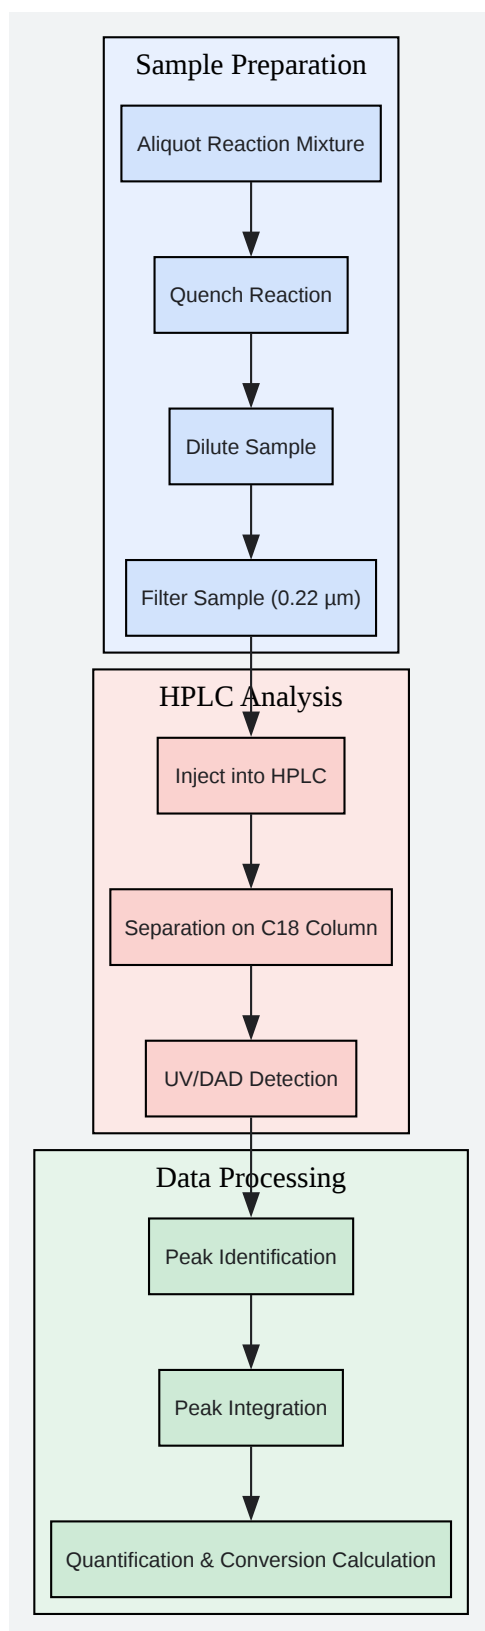 Sample Preparation
Aliquot Reaction Mixture
Quench Reaction
Dilute Sample
Filter Sample (0.22 µm)
HPLC Analysis
Inject into HPLC
Separation on C18 Column
UV/DAD Detection
Data Processing
Peak Identification
Peak Integration
Quantification & Conversion Calculation